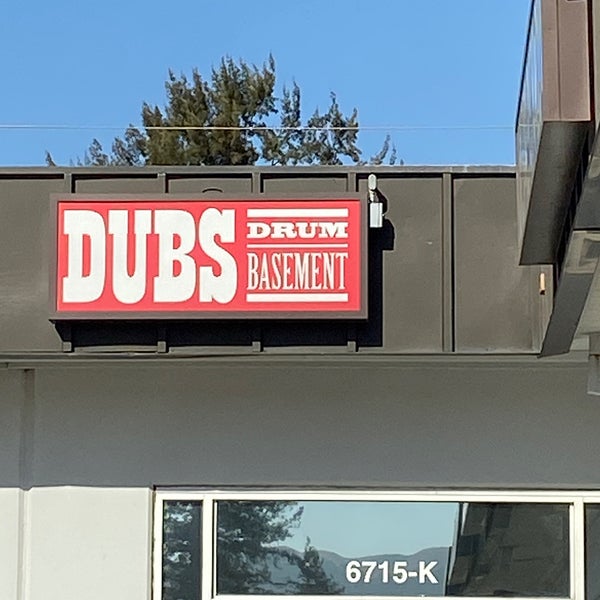 DUBS
DRUM
BASEMENT
6715-K